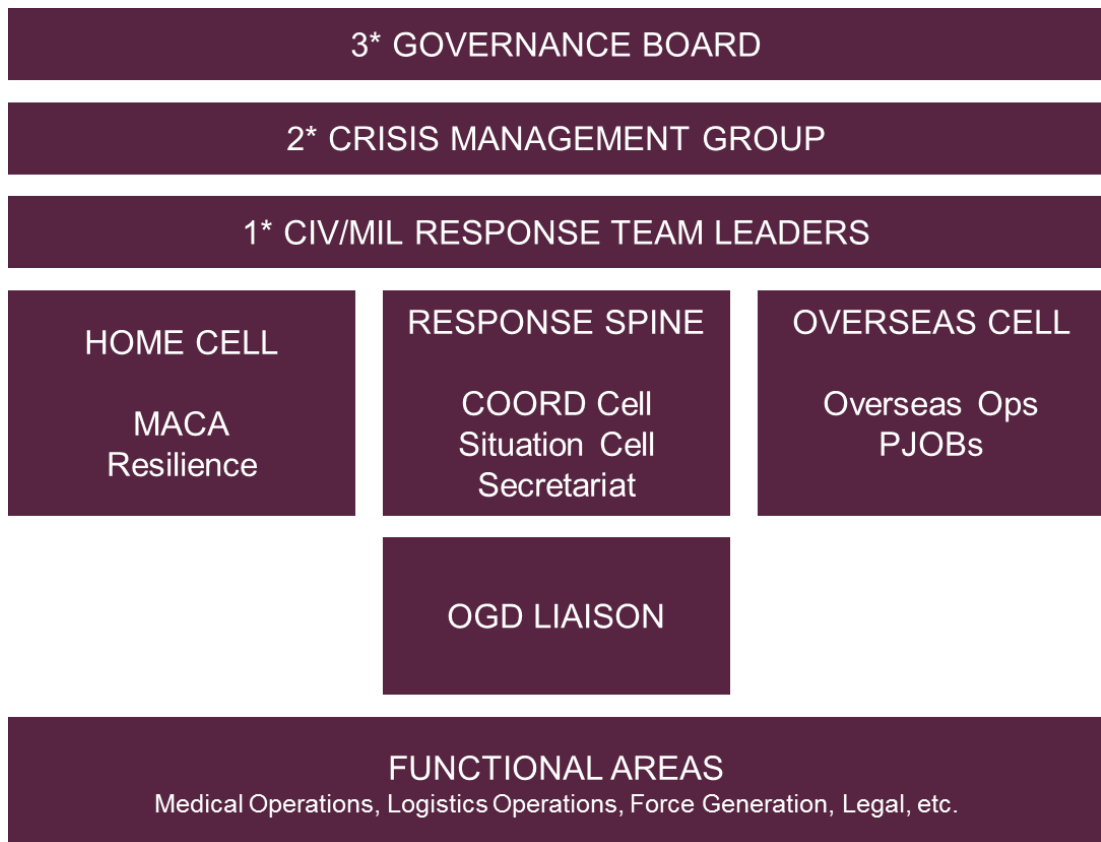 3* GOVERNANCE BOARD
2* CRISIS MANAGEMENT GROUP
1* CIV/MIL RESPONSE TEAM LEADERS
HOME CELL
MACA
Resilience
RESPONSE SPINE
COORD Cell
Situation Cell
Secretariat
OVERSEAS CELL
Overseas Ops
PJOBs
OGD LIAISON
FUNCTIONAL AREAS
Medical Operations, Logistics Operations, Force Generation, Legal, etc.